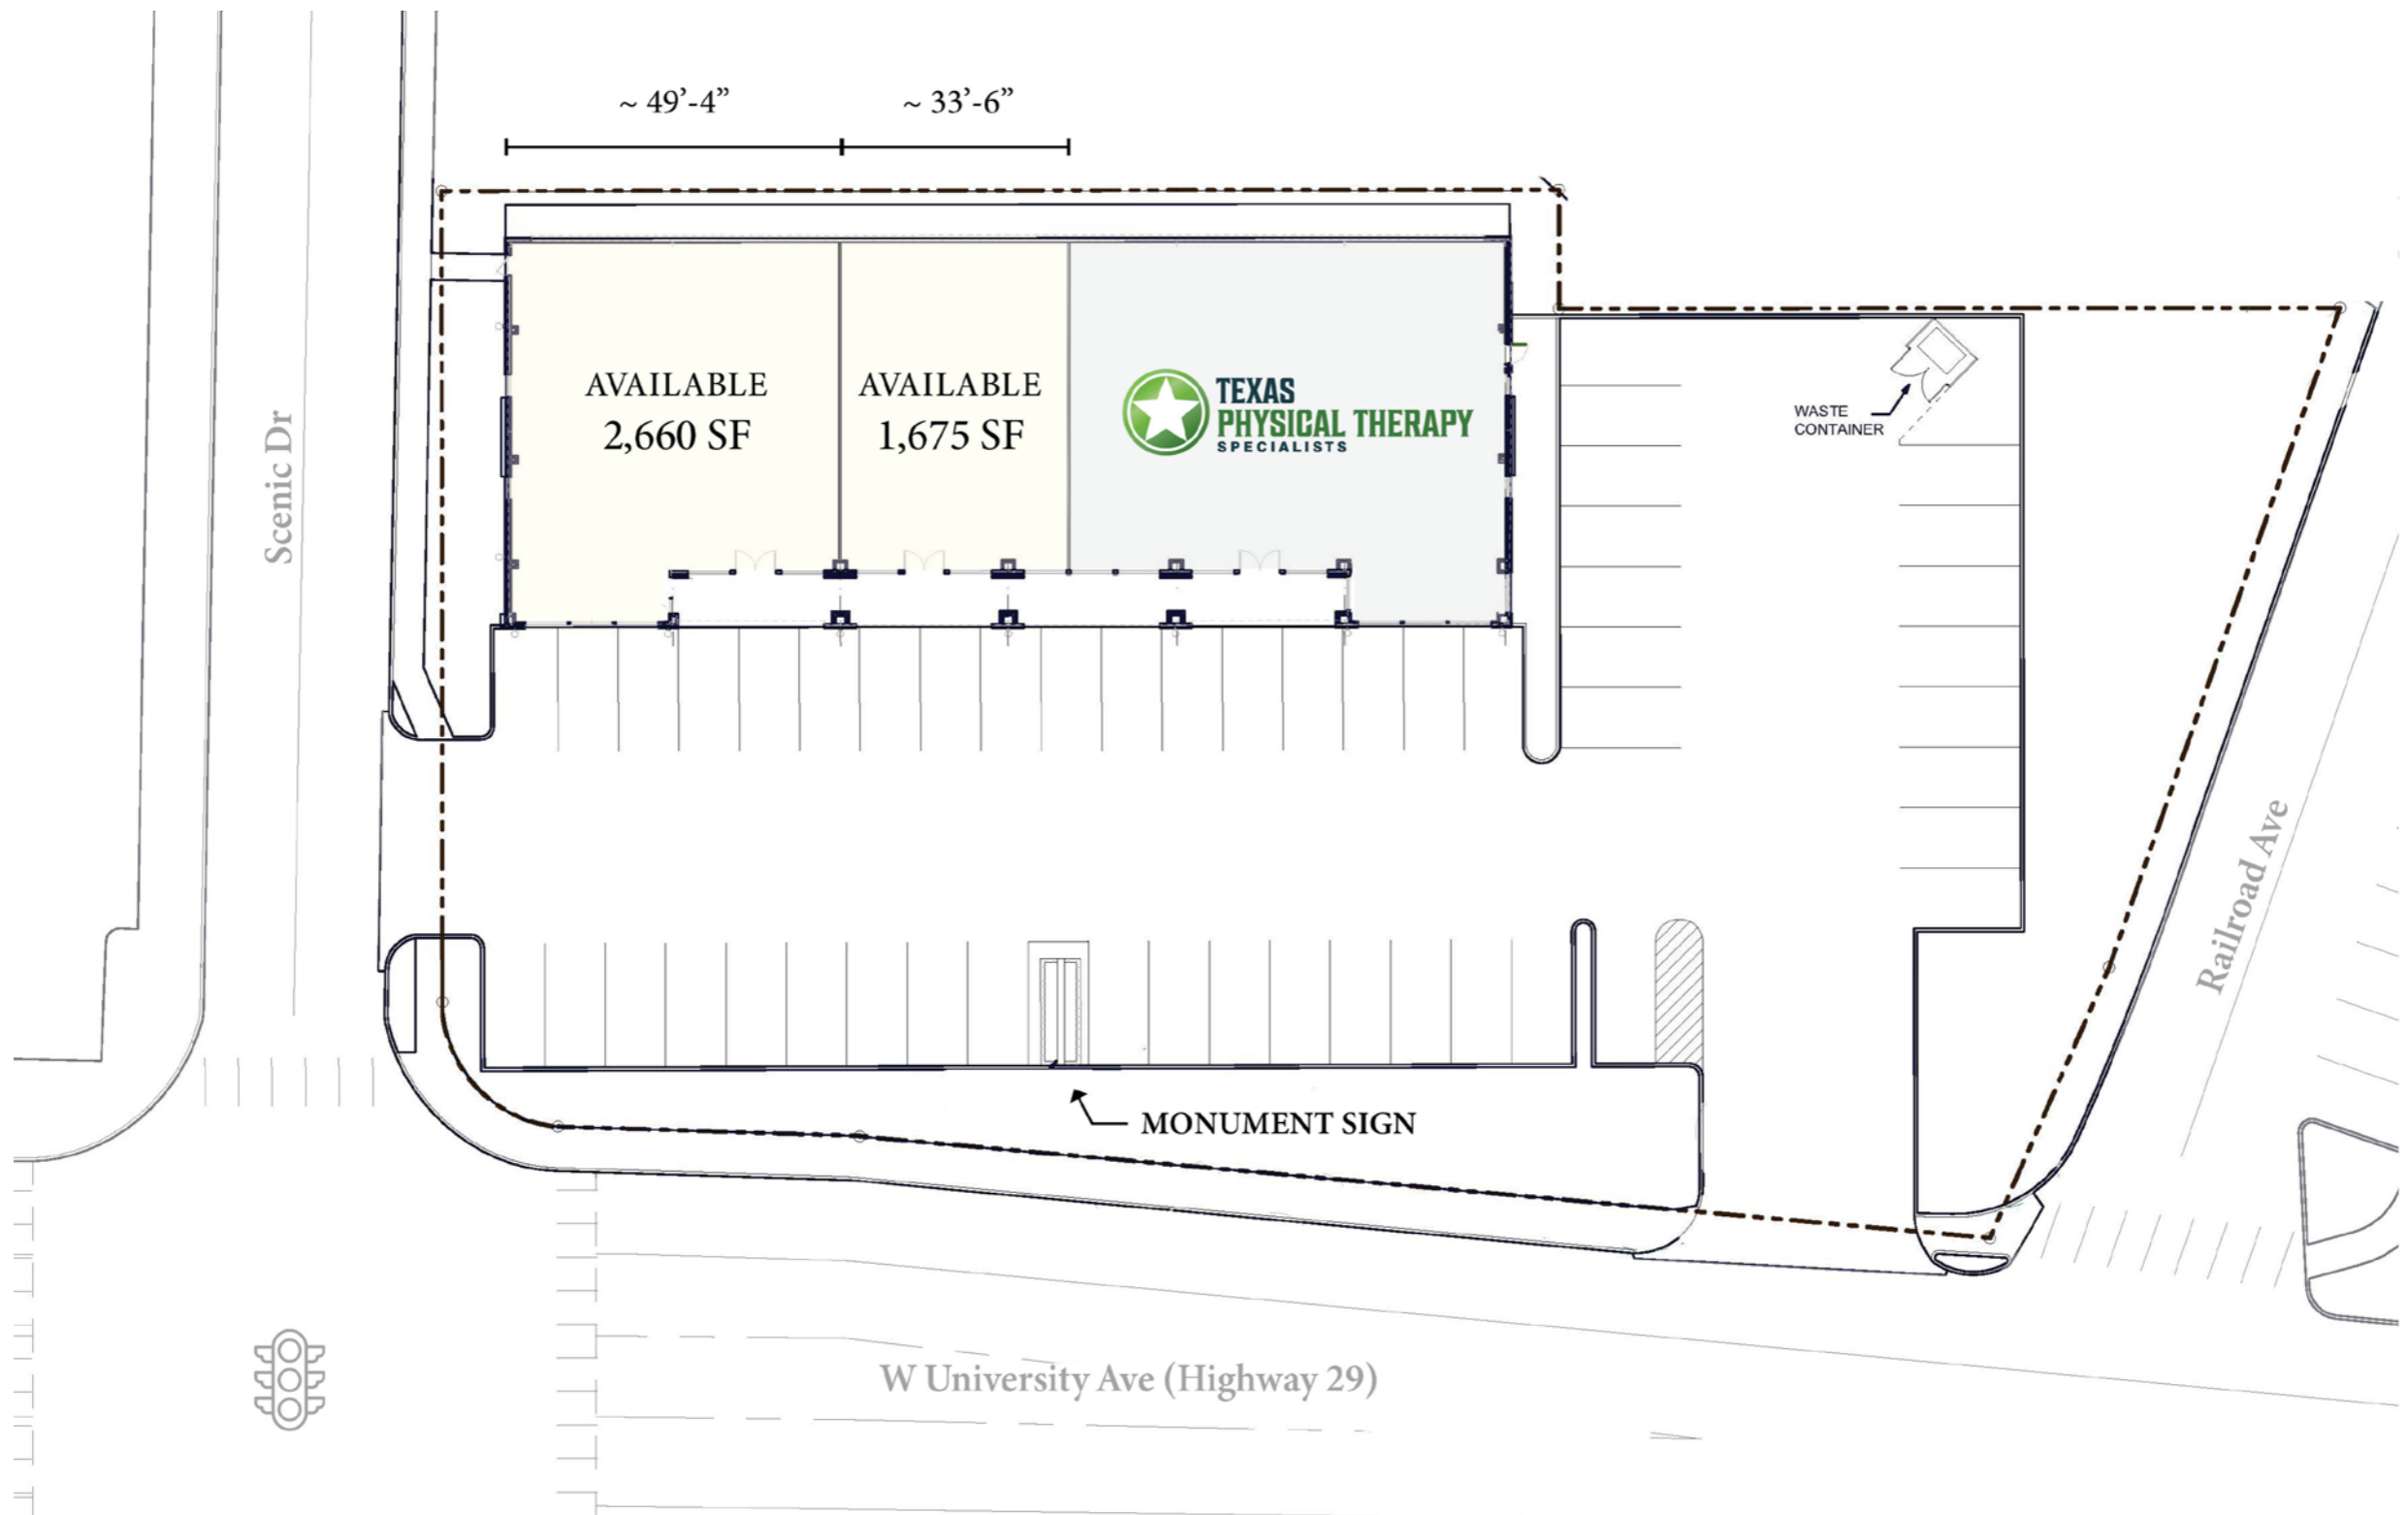 ~ 49’-4”
~ 33’-6”
AVAILABLE
2,660 SF
AVAILABLE
1,675 SF
TEXAS
PHYSICAL THERAPY
SPECIALISTS
WASTE
CONTAINER
Scenic Dr
Railroad Ave
MONUMENT SIGN
W University Ave (Highway 29)